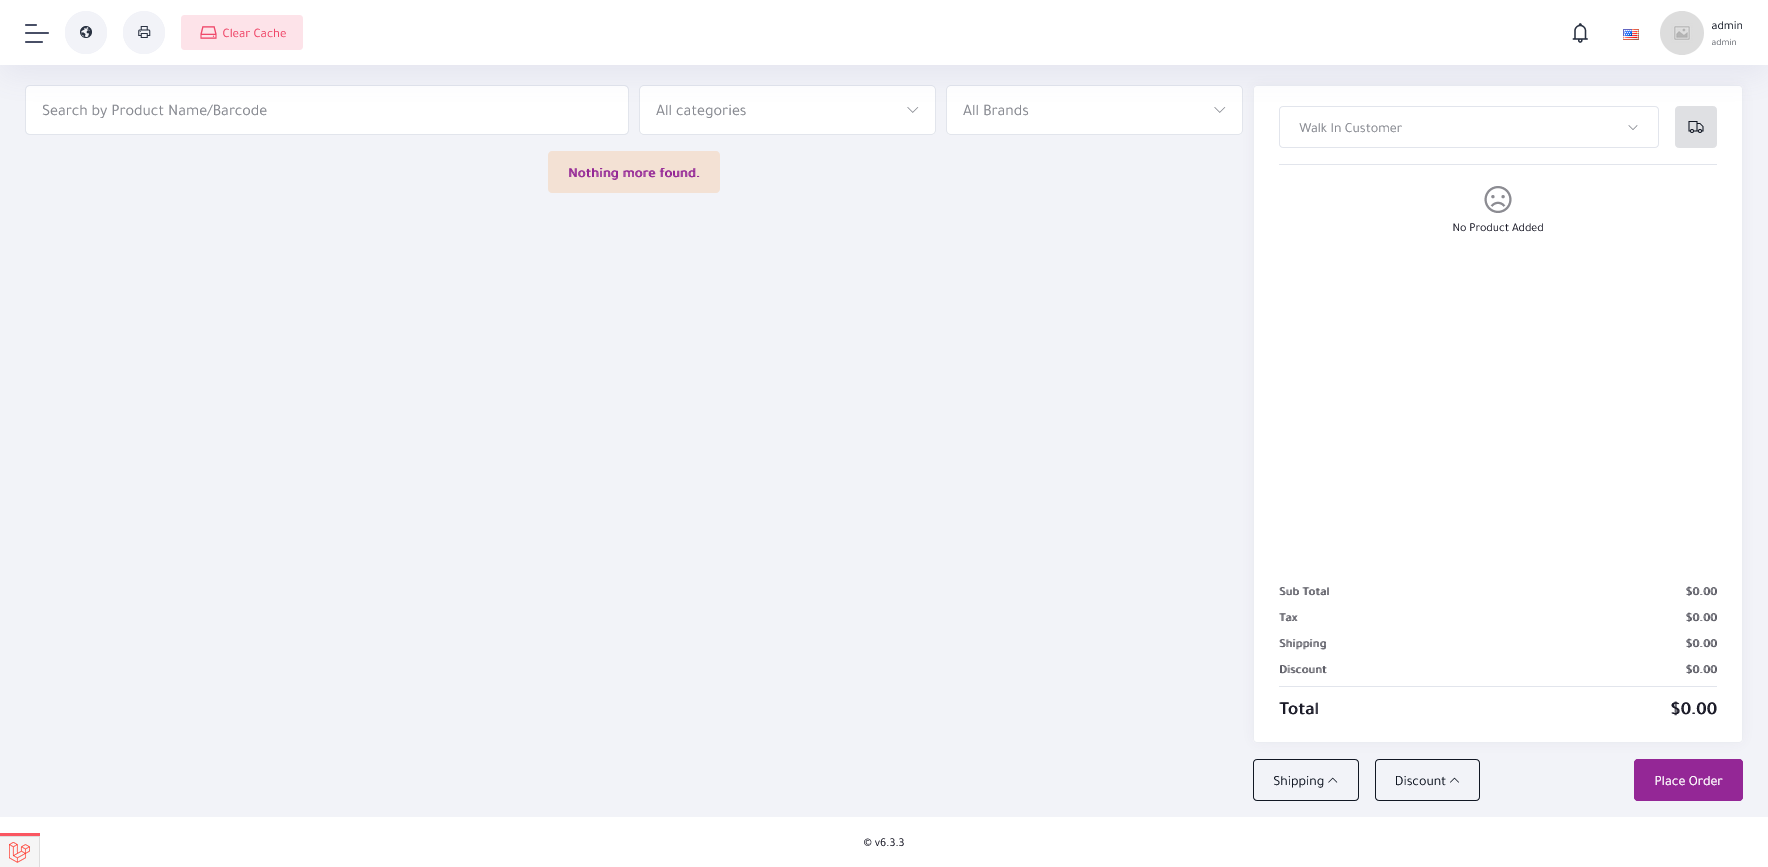 Clear Cache
admin
admin
Search by Product Name/Barcode
All categories
All Brands
Nothing more found.
Walk In Customer
No Product Added
Sub Total $0.00
Tax $0.00
Shipping $0.00
Discount $0.00
Total $0.00
Shipping
Discount
Place Order
© v6.3.3